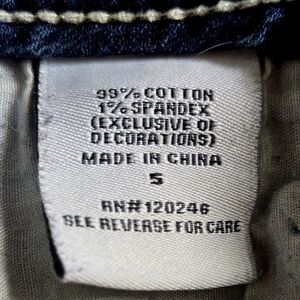 99% COTTON
1% SPANDEX
(EXCLUSIVE OF
DECORATIONS)
MADE IN CHINA
5
RN#120246
SEE REVERSE FOR CARE